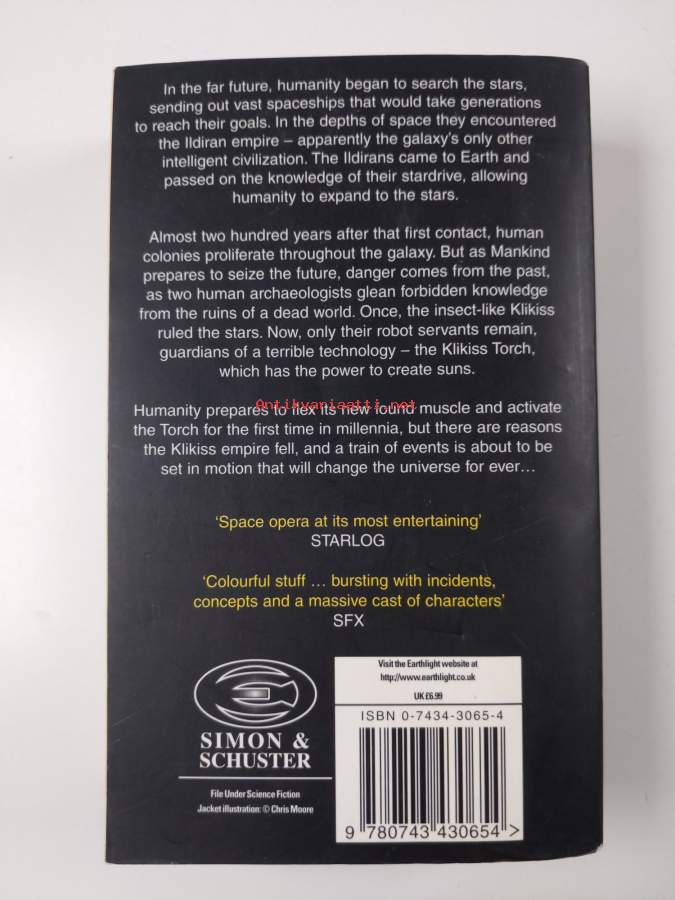 In the far future, humanity began to search the stars,
sending out vast spaceships that would take generations
to reach their goals. In the depths of space they encountered
the Ildiran empire – apparently the galaxy's only other
intelligent civilization. The Ildirans came to Earth and
passed on the knowledge of their stardrive, allowing
humanity to expand to the stars.
Almost two hundred years after that first contact, human
colonies proliferate throughout the galaxy. But as Mankind
prepares to seize the future, danger comes from the past,
as two human archaeologists glean forbidden knowledge
from the ruins of a dead world. Once, the insect-like Klikiss
ruled the stars. Now, only their robot servants remain,
guardians of a terrible technology – the Klikiss Torch,
which has the power to create suns.
Antikvariaatti.net
Humanity prepares to flex its new found muscle and activate
the Torch for the first time in millennia, but there are reasons
the Klikiss empire fell, and a train of events is about to be
set in motion that will change the universe for ever…
'Space opera at its most entertaining'
STARLOG
'Colourful stuff … bursting with incidents,
concepts and a massive cast of characters'
SFX
SIMON &
SCHUSTER
File Under Science Fiction
Jacket illustration: © Chris Moore
Visit the Earthlight website at
http://www.earthlight.co.uk
UK £6.99
ISBN 0-7434-3065-4
9 780743 430654 >